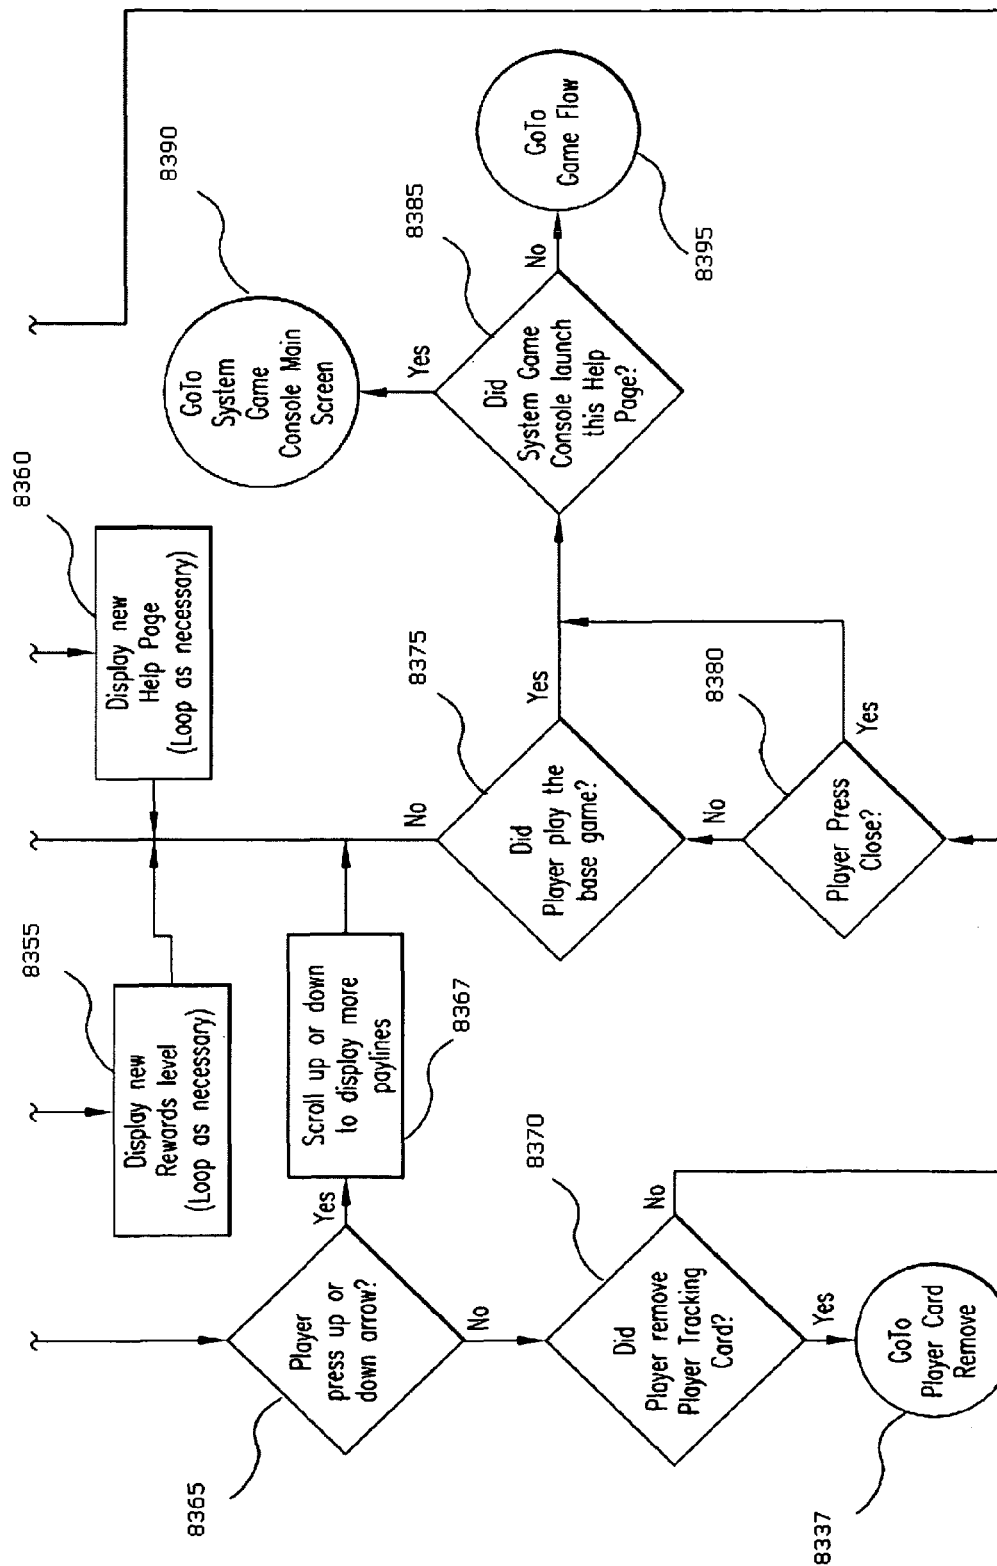 8360
Display new
Help Page
(Loop as necessary)
8355
Display new
Rewards level
(Loop as necessary)
8390
GoTo
System
Game
Console Main
Screen
8385
Did
System Game
Console launch
this Help
Page?
Yes
No
GoTo
Game Flow
8395
8365
Player
press up or
down arrow?
Yes
No
Scroll up or down
to display more
paylines
8367
8375
Did
Player play the
base game?
No
Yes
8370
Did
Player remove
Player Tracking
Card?
No
Yes
8380
Player Press
Close?
No
Yes
GoTo
Player Card
Remove
8337